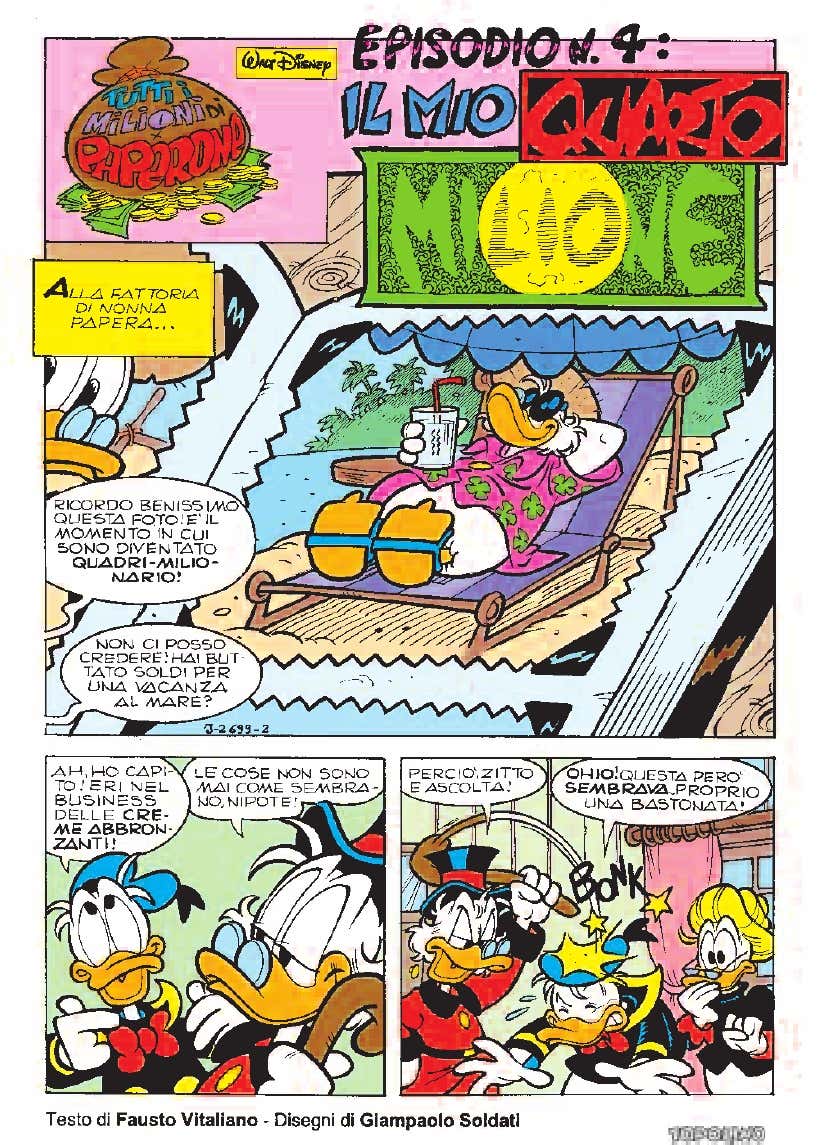 TUTTI I
MILIONI DI
PAPERONE
WALT DISNEY
EPISODIO N. 4:
IL MIO QUARTO
MILIONE
ALLA FATTORIA
DI NONNA
PAPERA...
RICORDO BENISSIMO
QUESTA FOTO! E' IL
MOMENTO IN CUI
SONO DIVENTATO
QUADRI-MILIO-
NARIO!
NON CI POSSO
CREDERE! HAI BUT-
TATO SOLDI PER
UNA VACANZA
AL MARE?
J-2699-2
AH, HO CAPI-
TO! ERI NEL
BUSINESS
DELLE CRE-
ME ABBRON-
ZANTI!
LE COSE NON SONO
MAI COME SEMBRA-
NO, NIPOTE!
PERCIO', ZITTO
E ASCOLTA!
OHIO! QUESTA PERO'
SEMBRAVA PROPRIO
UNA BASTONATA!
BONK
Testo di Fausto Vitaliano - Disegni di Giampaolo Soldati
TOPOLINO